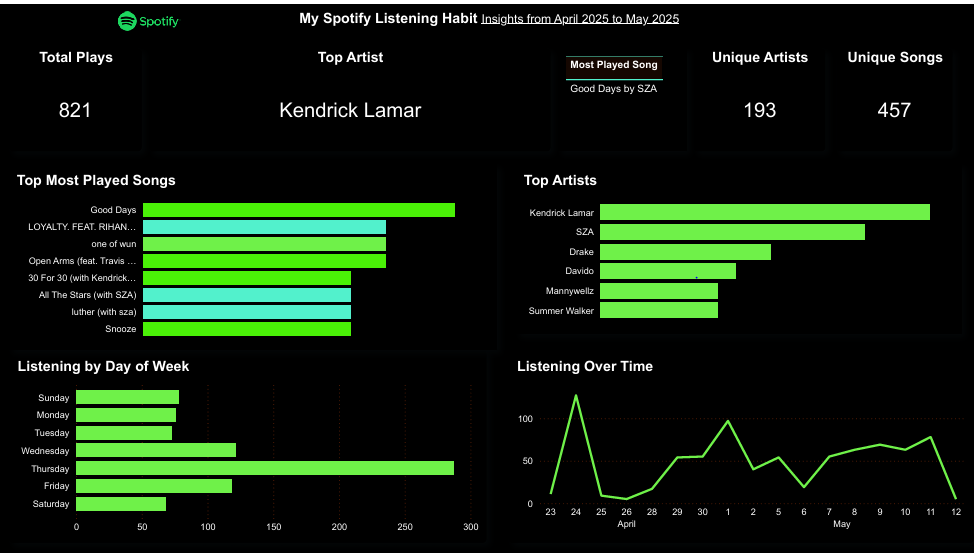 Spotify
My Spotify Listening Habit Insights from April 2025 to May 2025
Total Plays
821
Top Artist
Kendrick Lamar
Most Played Song
Good Days by SZA
Unique Artists
193
Unique Songs
457
Top Most Played Songs
Good Days
LOYALTY. FEAT. RIHAN...
one of wun
Open Arms (feat. Travis ...
30 For 30 (with Kendrick...
All The Stars (with SZA)
luther (with sza)
Snooze
Top Artists
Kendrick Lamar
SZA
Drake
Davido
Mannywellz
Summer Walker
Listening by Day of Week
Sunday
Monday
Tuesday
Wednesday
Thursday
Friday
Saturday
0 50 100 150 200 250 300
Listening Over Time
100
50
0
23 24 25 26 28 29 30 1 2 5 6 7 8 9 10 11 12
April May